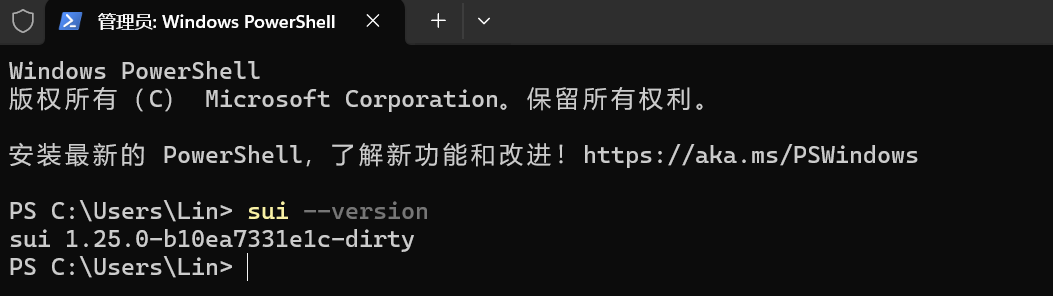 管理员: Windows PowerShell
Windows PowerShell
版权所有（C） Microsoft Corporation。保留所有权利。
安装最新的 PowerShell，了解新功能和改进！https://aka.ms/PSWindows
PS C:\Users\Lin> sui --version
sui 1.25.0-b10ea7331e1c-dirty
PS C:\Users\Lin>